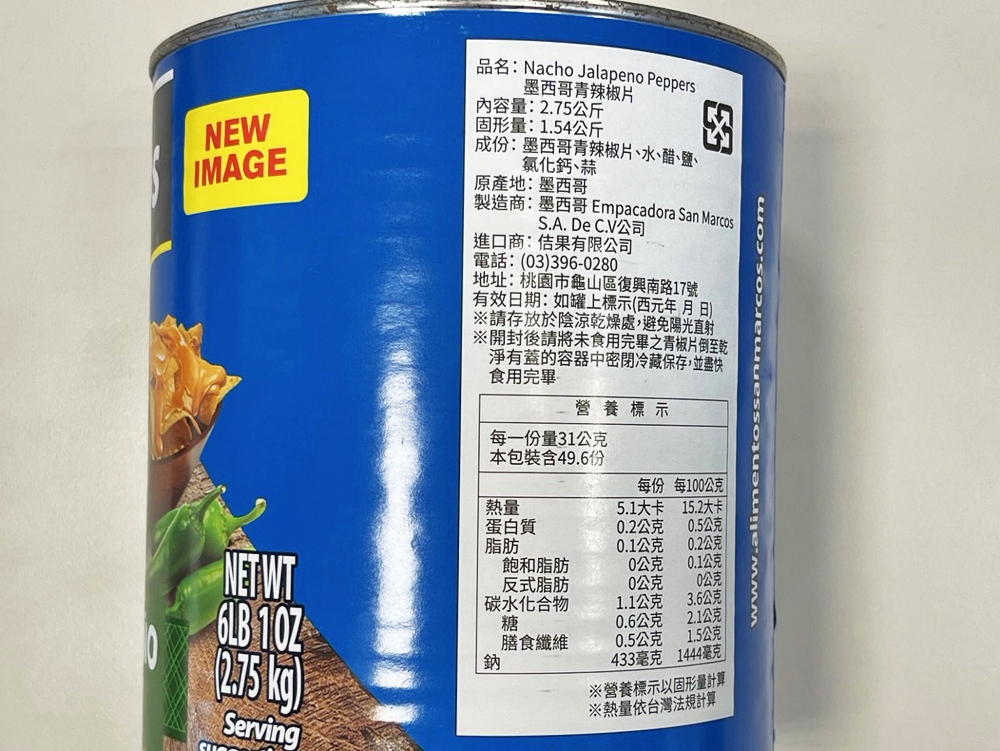 NEW
IMAGE
NET WT
6LB 1OZ
(2.75 kg)
Serving
品名：Nacho Jalapeno Peppers
墨西哥青辣椒片
內容量：2.75公斤
固形量：1.54公斤
成份：墨西哥青辣椒片、水、醋、鹽、
氯化鈣、蒜
原產地：墨西哥
製造商：墨西哥 Empacadora San Marcos
S.A. De C.V公司
進口商：佶果有限公司
電話：(03)396-0280
地址：桃園市龜山區復興南路17號
有效日期：如罐上標示(西元年 月 日)
※請存放於陰涼乾燥處，避免陽光直射
※開封後請將未食用完畢之青椒片倒至乾
淨有蓋的容器中密閉冷藏保存，並盡快
食用完畢
營養標示
每一份量31公克
本包裝含49.6份
每份 每100公克
熱量 5.1大卡 15.2大卡
蛋白質 0.2公克 0.5公克
脂肪 0.1公克 0.2公克
飽和脂肪 0公克 0.1公克
反式脂肪 0公克 0公克
碳水化合物 1.1公克 3.6公克
糖 0.6公克 2.1公克
膳食纖維 0.5公克 1.5公克
鈉 433毫克 1444毫克
※營養標示以固形量計算
※熱量依台灣法規計算
www.alimentossanmarcos.com